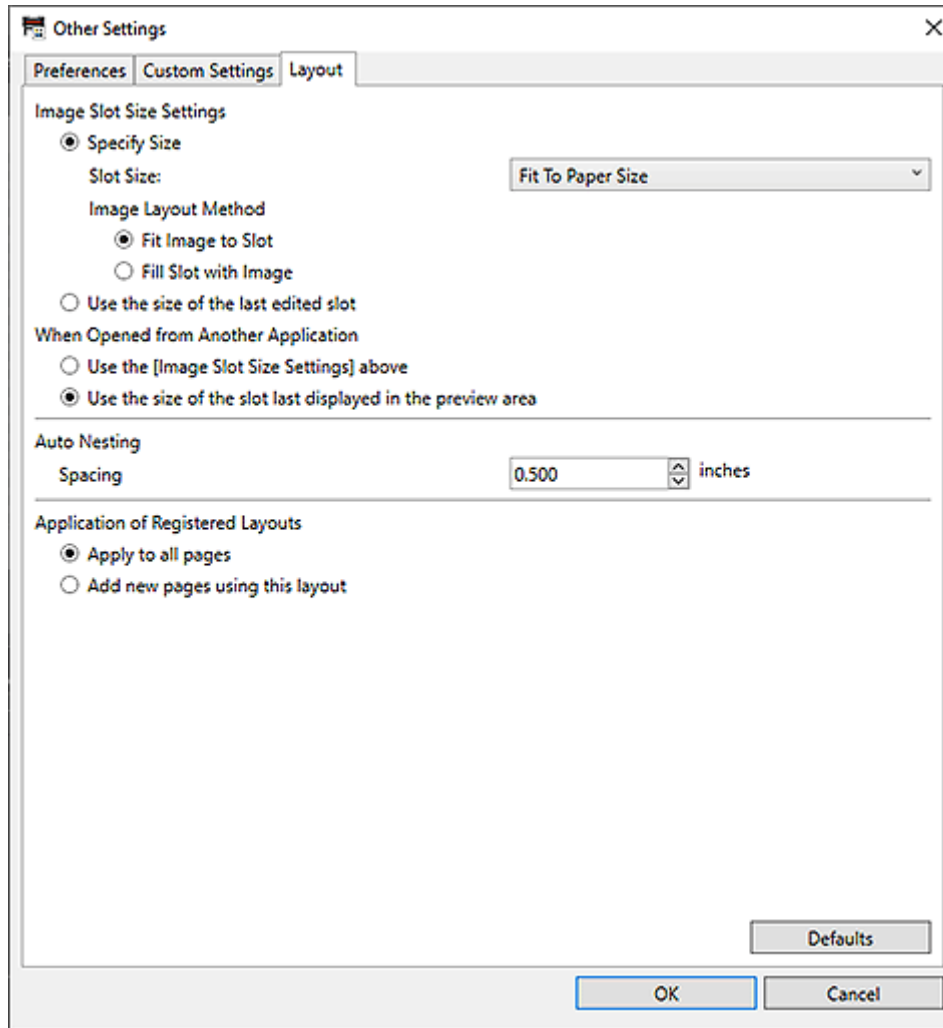 Other Settings
Preferences Custom Settings Layout
Image Slot Size Settings
Specify Size
Slot Size: Fit To Paper Size
Image Layout Method
Fit Image to Slot
Fill Slot with Image
Use the size of the last edited slot
When Opened from Another Application
Use the [Image Slot Size Settings] above
Use the size of the slot last displayed in the preview area
Auto Nesting
Spacing 0.500 inches
Application of Registered Layouts
Apply to all pages
Add new pages using this layout
Defaults
OK Cancel